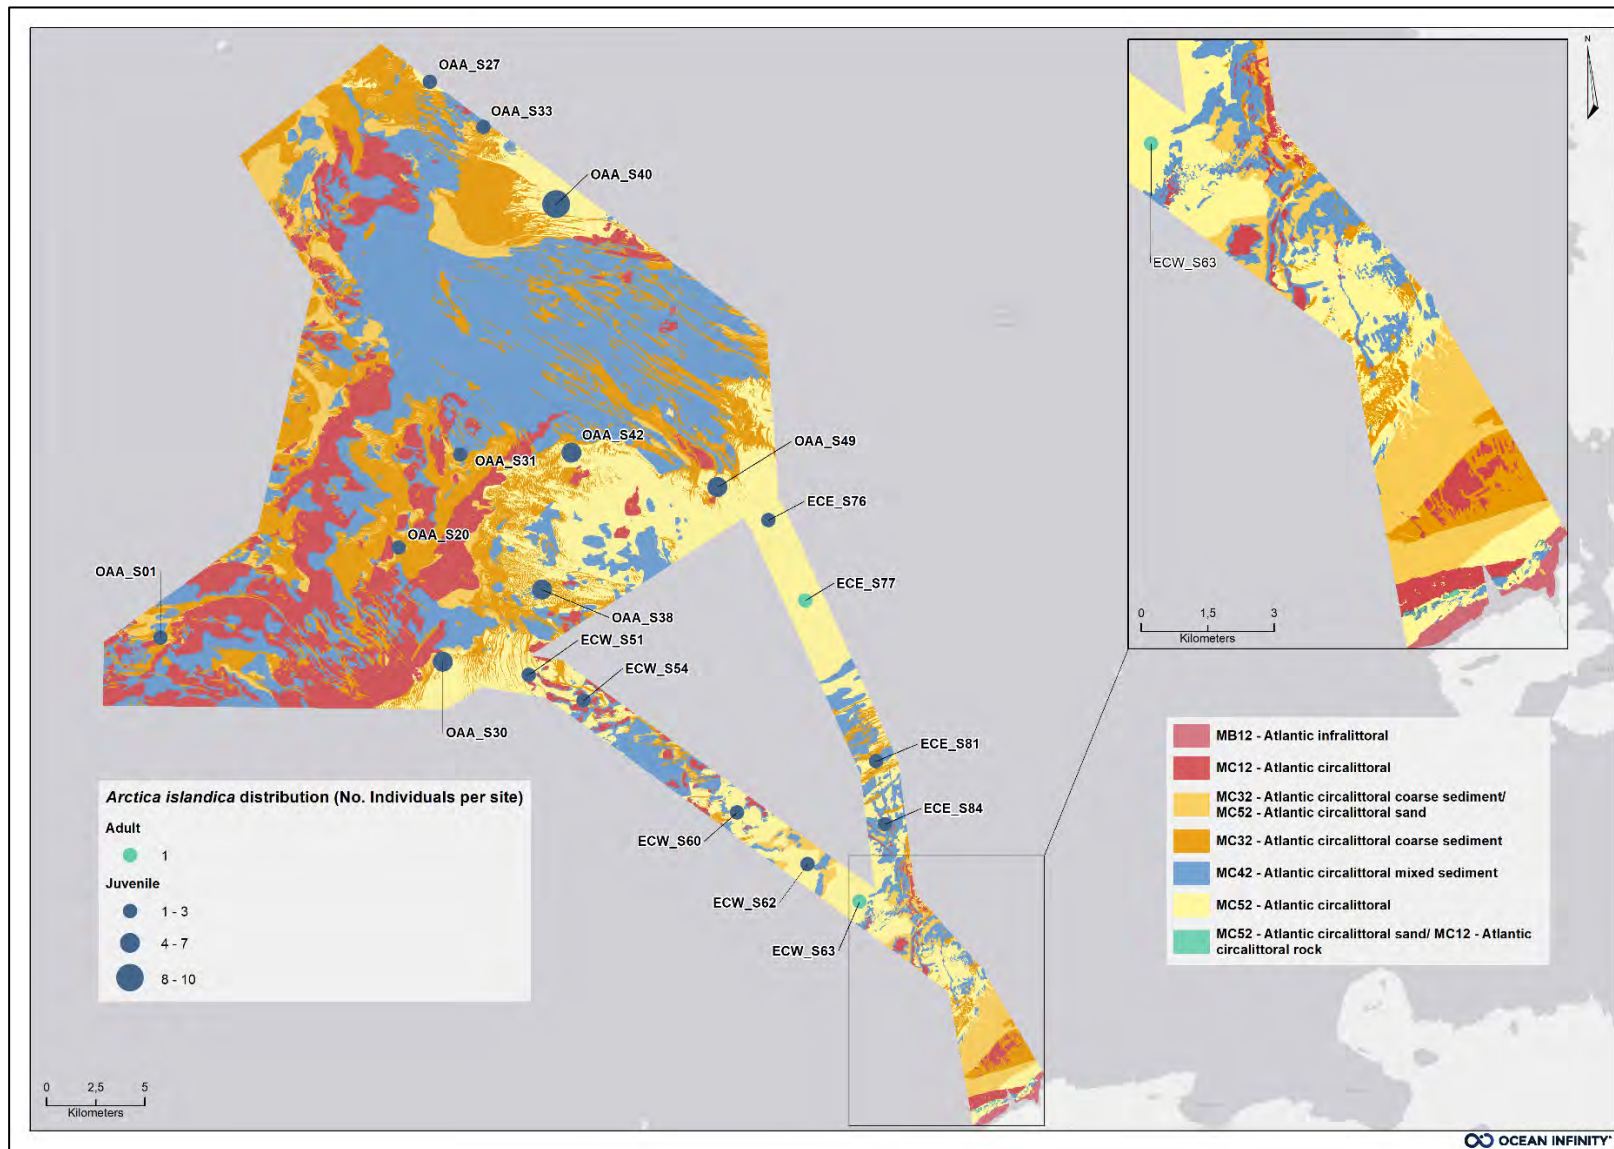 OAA_S27
OAA_S33
OAA_S40
OAA_S42
OAA_S31
OAA_S49
ECE_S76
OAA_S20
OAA_S01
ECE_S77
OAA_S38
ECW_S51
ECW_S54
OAA_S30
ECE_S81
ECE_S84
ECW_S60
ECW_S62
ECW_S63
Arctica islandica distribution (No. Individuals per site)
Adult
1
Juvenile
1 - 3
4 - 7
8 - 10
0 2,5 5
Kilometers
N
ECW_S63
0 1,5 3
Kilometers
MB12 - Atlantic infralittoral
MC12 - Atlantic circalittoral
MC32 - Atlantic circalittoral coarse sediment/
MC52 - Atlantic circalittoral sand
MC32 - Atlantic circalittoral coarse sediment
MC42 - Atlantic circalittoral mixed sediment
MC52 - Atlantic circalittoral
MC52 - Atlantic circalittoral sand/ MC12 - Atlantic
circalittoral rock
OCEAN INFINITY